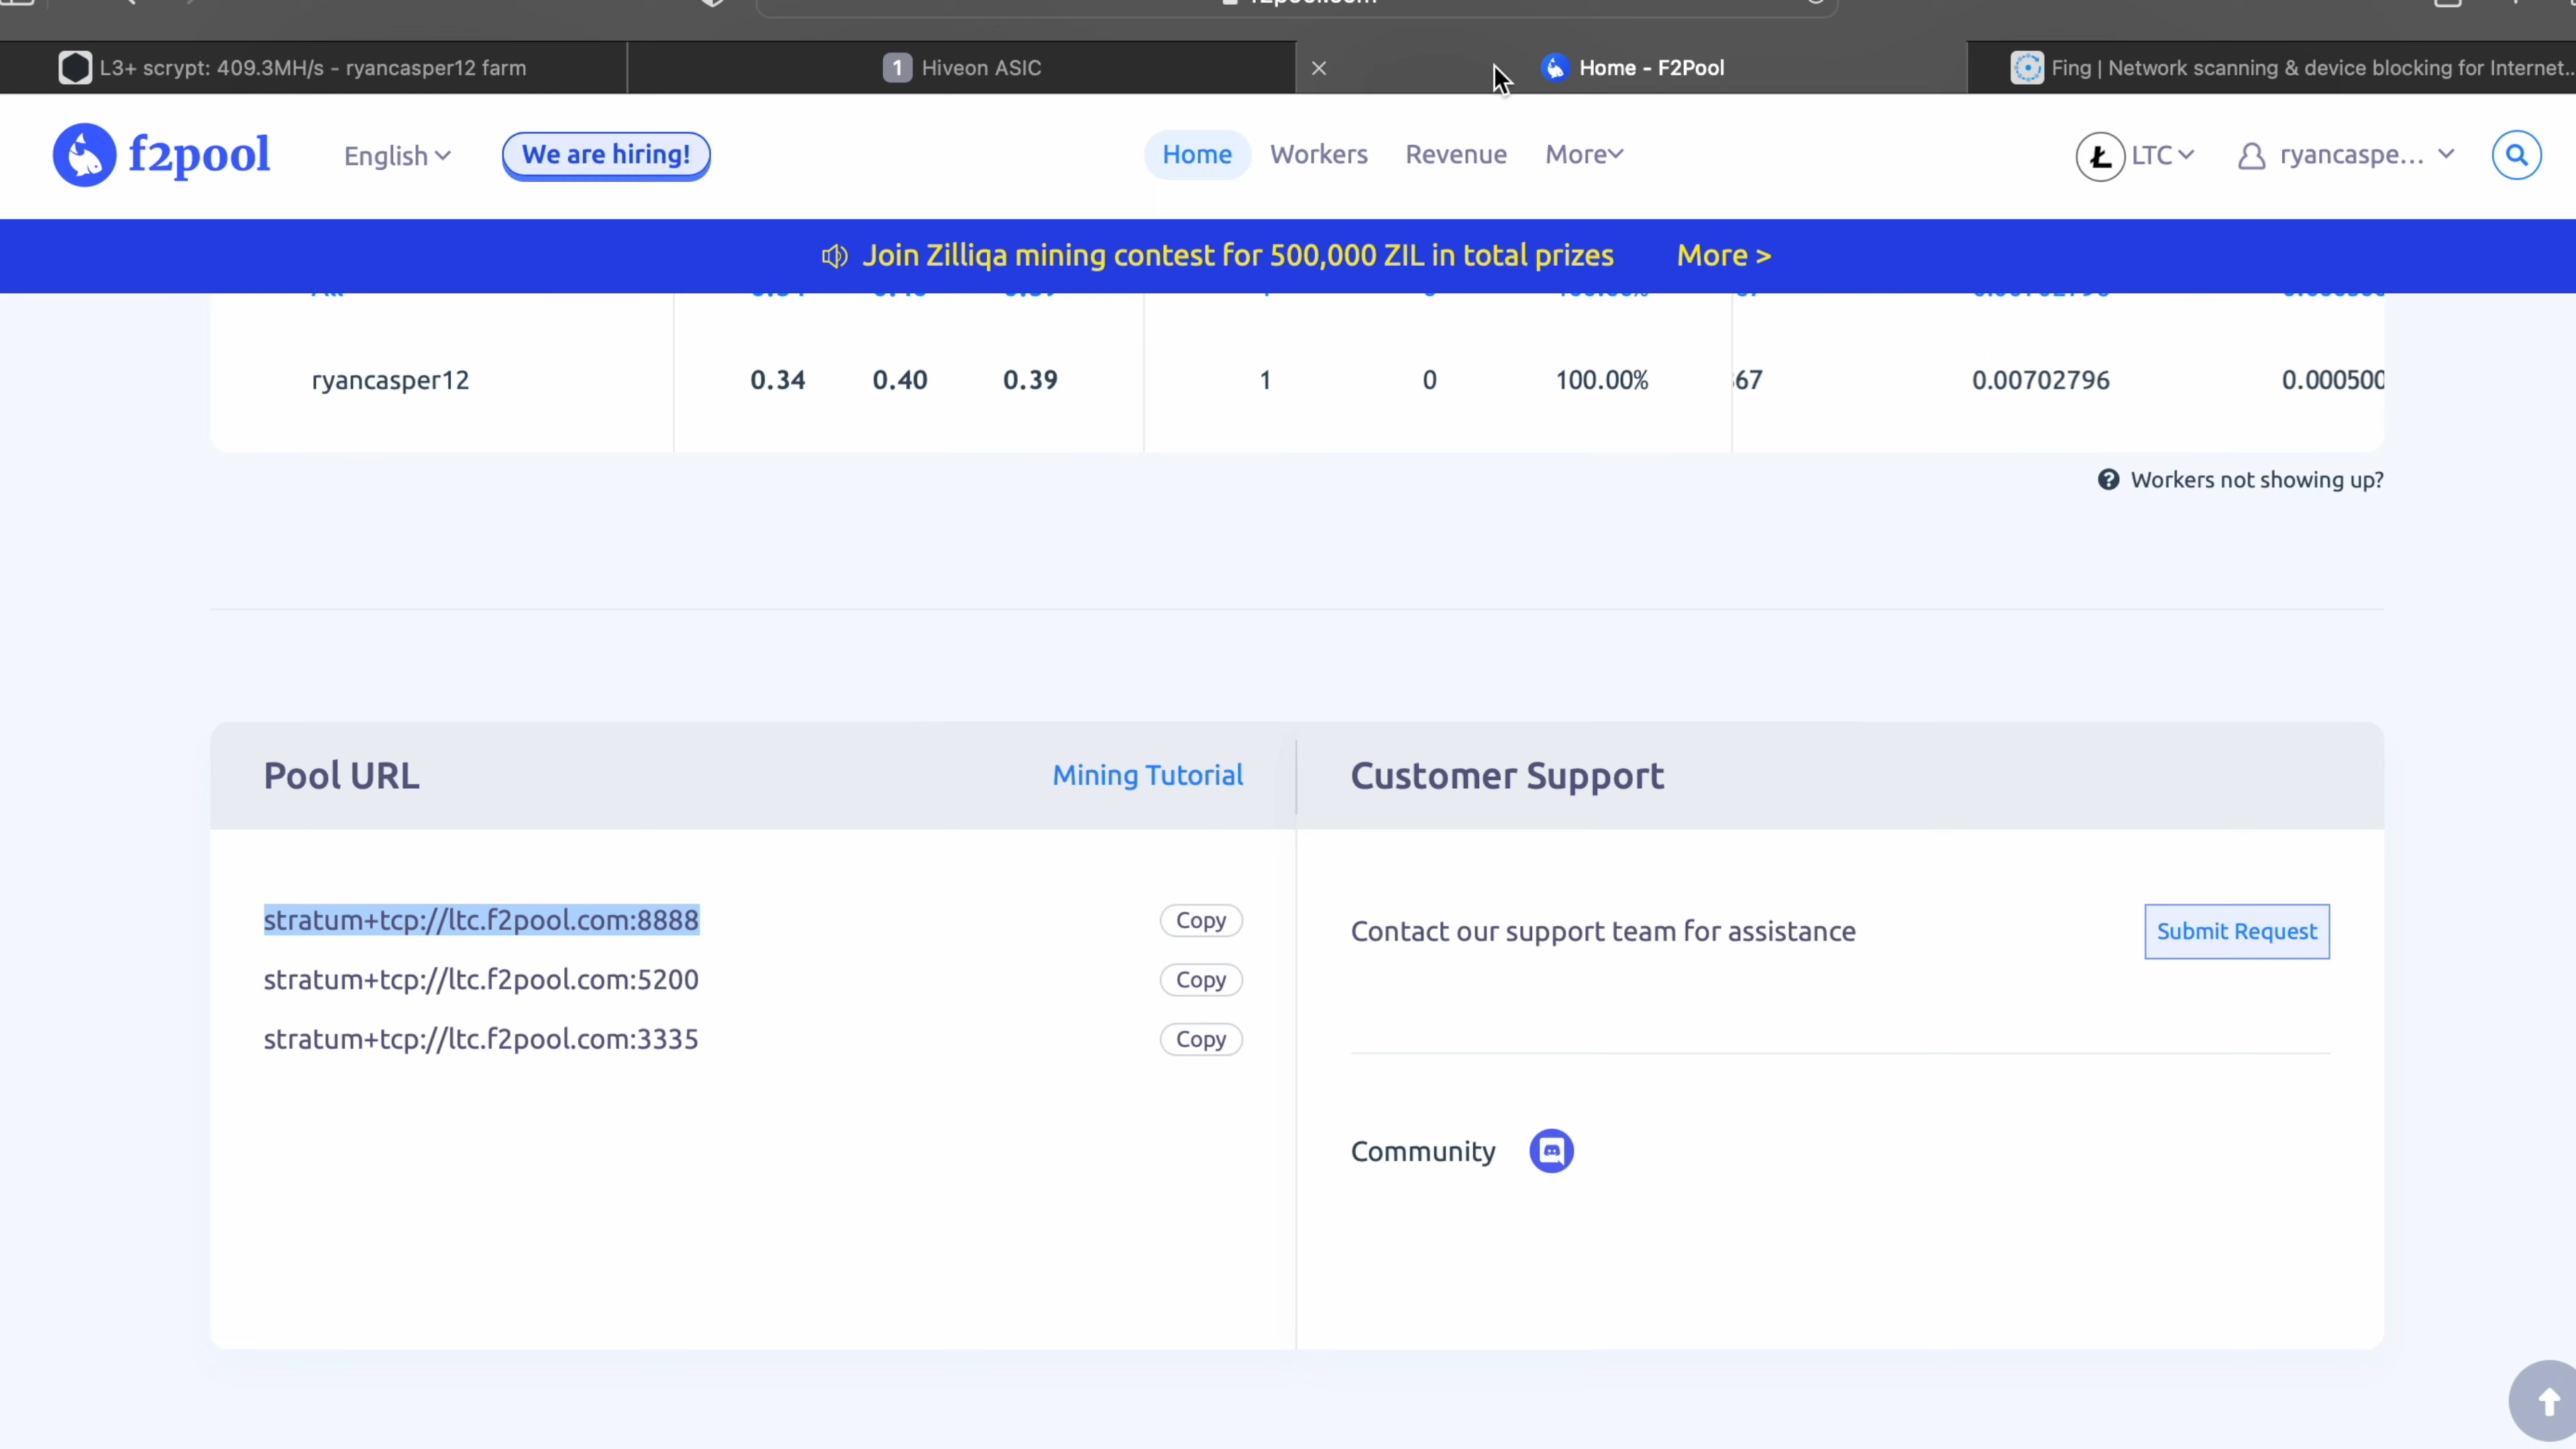 L3+ scrypt: 409.3MH/s - ryancasper12 farm
1 Hiveon ASIC
Home - F2Pool
Fing | Network scanning & device blocking for Internet...
f2pool
English
We are hiring!
Home
Workers
Revenue
More
LTC
ryancaspe...
Join Zilliqa mining contest for 500,000 ZIL in total prizes
More >
ryancasper12 0.34 0.40 0.39 1 0 100.00% 67 0.00702796 0.000500
Workers not showing up?
Pool URL
Mining Tutorial
stratum+tcp://ltc.f2pool.com:8888
Copy
stratum+tcp://ltc.f2pool.com:5200
Copy
stratum+tcp://ltc.f2pool.com:3335
Copy
Customer Support
Contact our support team for assistance
Submit Request
Community